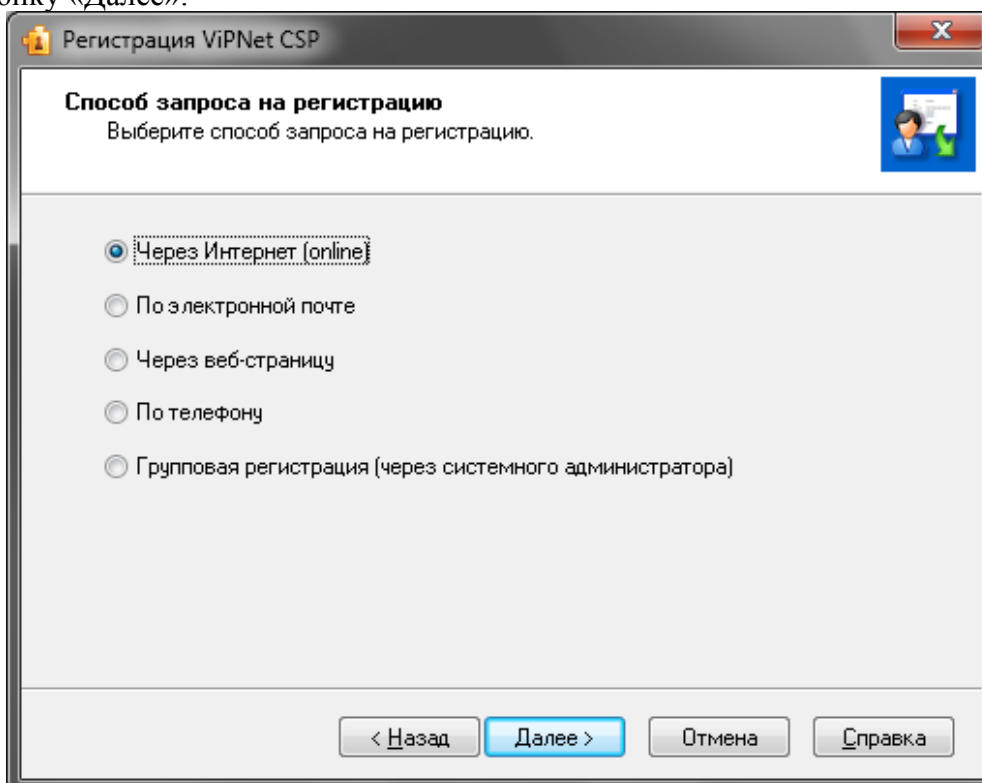 «Далее».
Регистрация ViPNet CSP
Способ запроса на регистрацию
Выберите способ запроса на регистрацию.
Через Интернет (online)
По электронной почте
Через веб-страницу
По телефону
Групповая регистрация (через системного администратора)
< Назад Далее > Отмена Справка